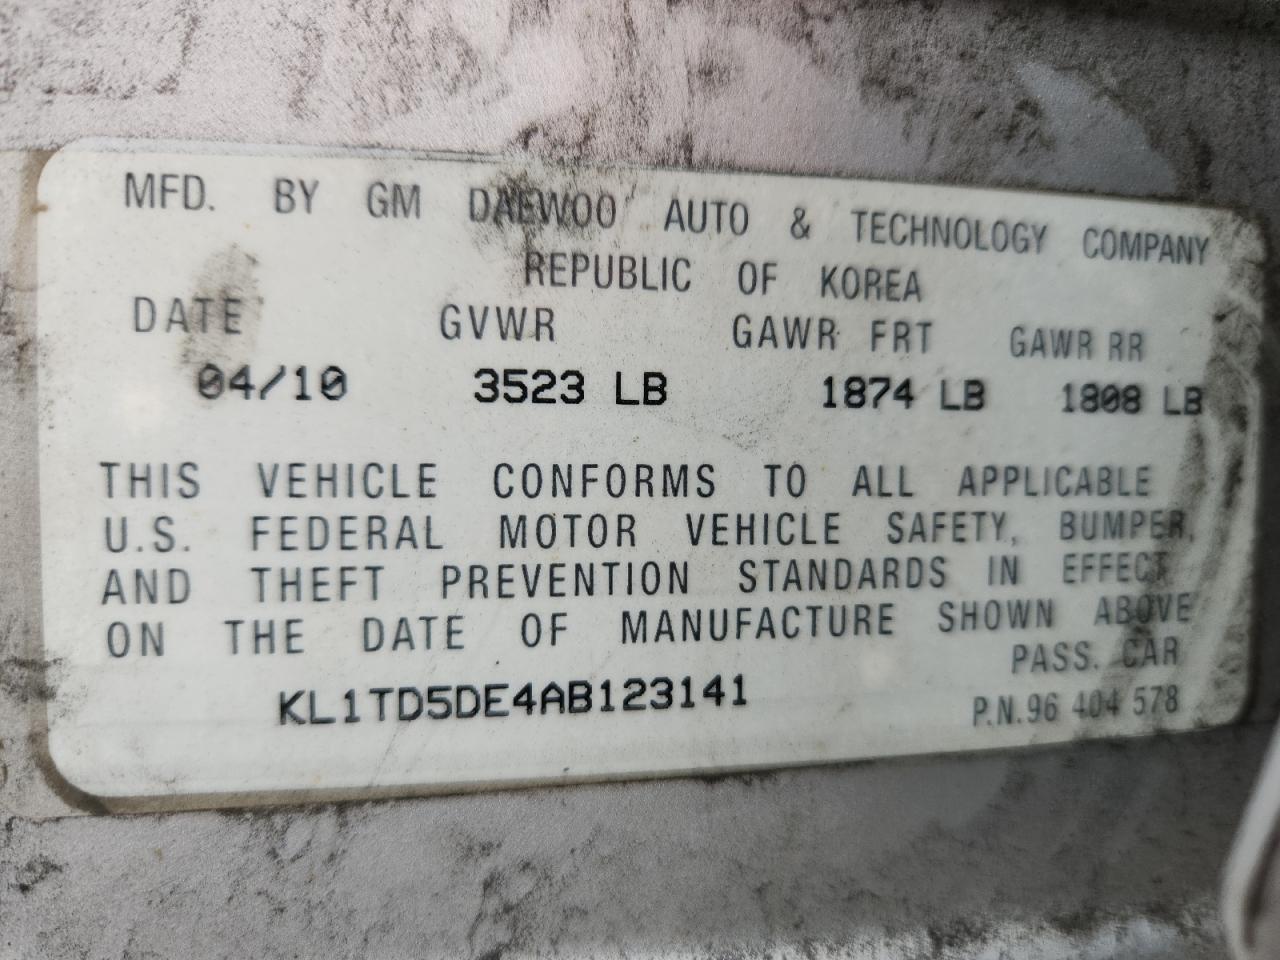 MFD. BY GM DAEWOO AUTO & TECHNOLOGY COMPANY
REPUBLIC OF KOREA
DATE GVWR GAWR FRT GAWR RR
04/10 3523 LB 1874 LB 1808 LB
THIS VEHICLE CONFORMS TO ALL APPLICABLE
U.S. FEDERAL MOTOR VEHICLE SAFETY, BUMPER,
AND THEFT PREVENTION STANDARDS IN EFFECT
ON THE DATE OF MANUFACTURE SHOWN ABOVE
PASS. CAR
KL1TD5DE4AB123141
P.N.96 404 578